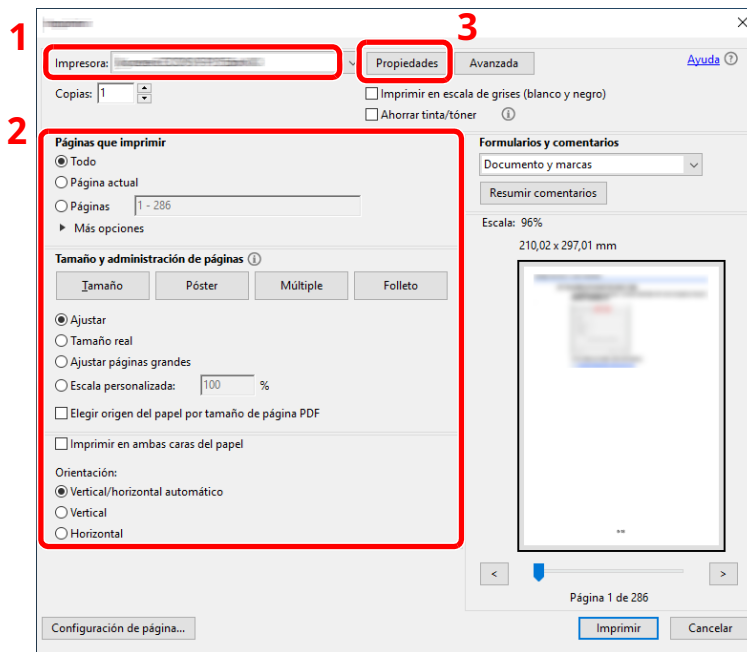 1
3
Impresora:
Propiedades
Avanzada
Ayuda
Copias: 1
Imprimir en escala de grises (blanco y negro)
Ahorrar tinta/tóner
2
Páginas que imprimir
Todo
Página actual
Páginas 1 - 286
Más opciones
Tamaño y administración de páginas
Tamaño Póster Múltiple Folleto
Ajustar
Tamaño real
Ajustar páginas grandes
Escala personalizada: 100 %
Elegir origen del papel por tamaño de página PDF
Imprimir en ambas caras del papel
Orientación:
Vertical/horizontal automático
Vertical
Horizontal
Formularios y comentarios
Documento y marcas
Resumir comentarios
Escala: 96%
210,02 x 297,01 mm
< >
Página 1 de 286
Configuración de página...
Imprimir
Cancelar